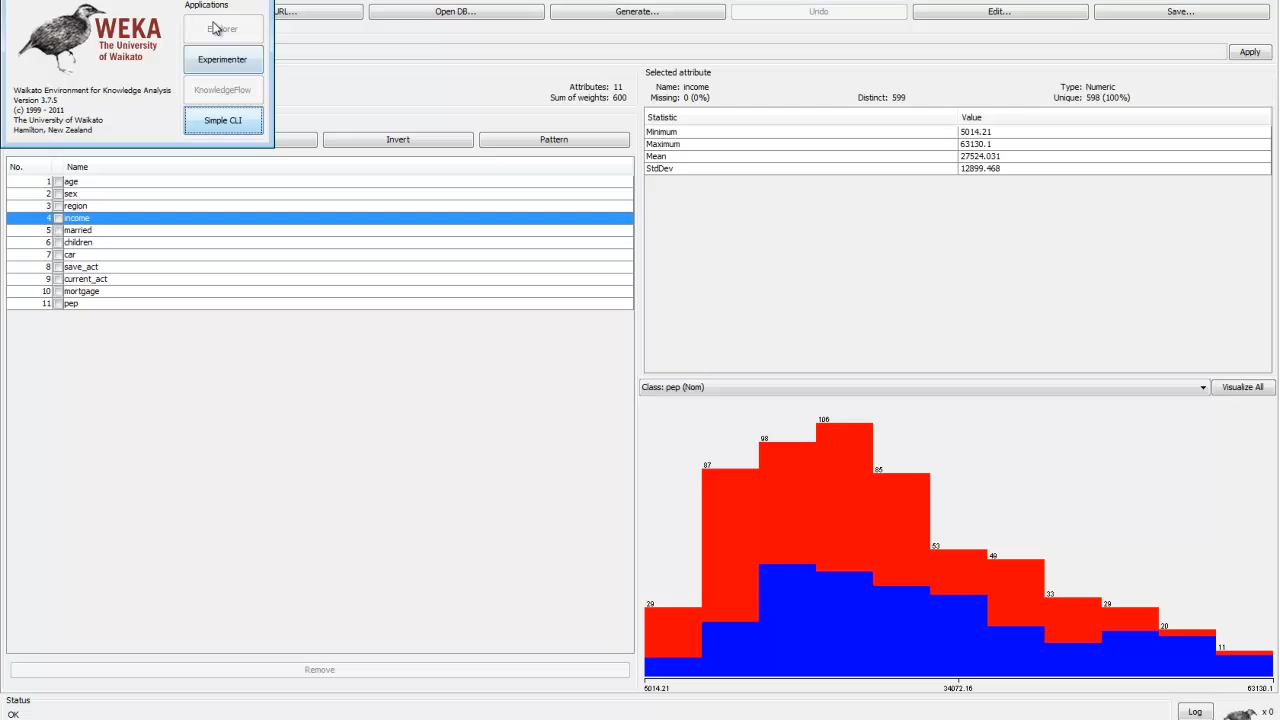 Applications
WEKA
The University
of Waikato
Explorer
Experimenter
KnowledgeFlow
Simple CLI
Waikato Environment for Knowledge Analysis
Version 3.7.5
(c) 1999 - 2011
The University of Waikato
Hamilton, New Zealand
URL...
Open DB...
Generate...
Undo
Edit...
Save...
Apply
Attributes: 11
Sum of weights: 600
Invert
Pattern
No. Name
1 age
2 sex
3 region
4 income
5 married
6 children
7 car
8 save_act
9 current_act
10 mortgage
11 pep
Remove
Selected attribute
Name: income Type: Numeric
Missing: 0 (0%) Distinct: 599 Unique: 598 (100%)
Statistic Value
Minimum 5014.21
Maximum 63130.1
Mean 27524.031
StdDev 12899.468
Class: pep (Nom)
Visualize All
29
87
98
106
85
53
49
33
29
20
11
5014.21 34072.16 63130.1
Status
OK
Log
x 0